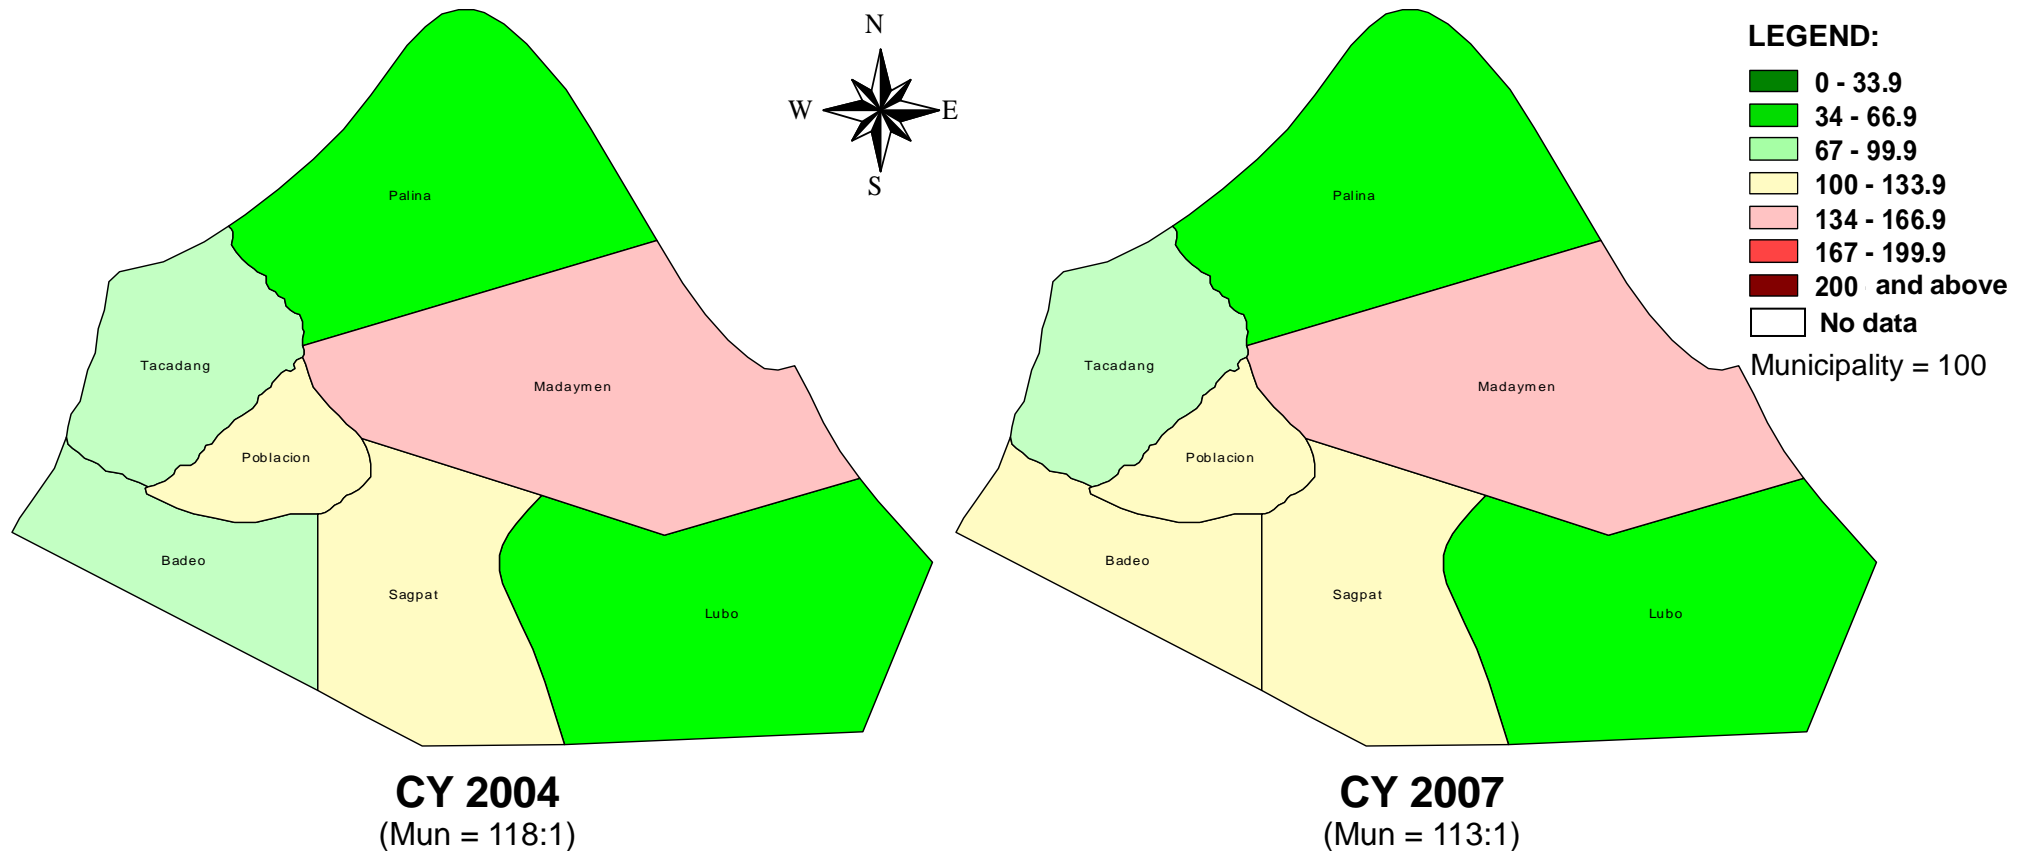 N
W E
S
LEGEND:
0 - 33.9
34 - 66.9
67 - 99.9
100 - 133.9
134 - 166.9
167 - 199.9
200 and above
No data
Municipality = 100
Palina
Tacadang
Madaymen
Poblacion
Badeo
Sagpat
Lubo
CY 2004
(Mun = 118:1)
Palina
Tacadang
Madaymen
Poblacion
Badeo
Sagpat
Lubo
CY 2007
(Mun = 113:1)